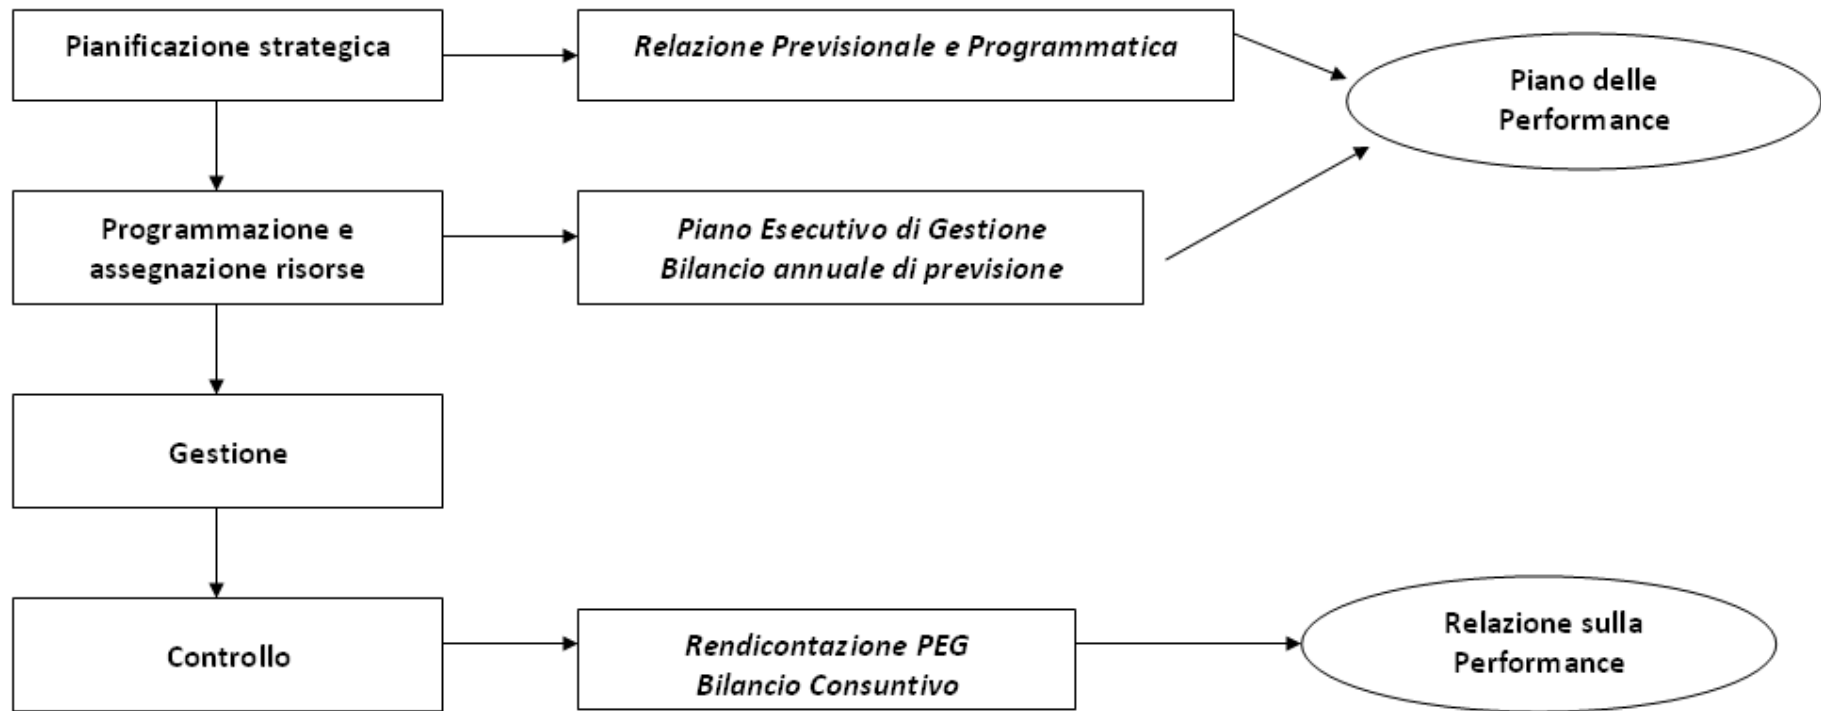 Pianificazione strategica
Relazione Previsionale e Programmatica
Piano delle
Performance
Programmazione e
assegnazione risorse
Piano Esecutivo di Gestione
Bilancio annuale di previsione
Gestione
Controllo
Rendicontazione PEG
Bilancio Consuntivo
Relazione sulla
Performance